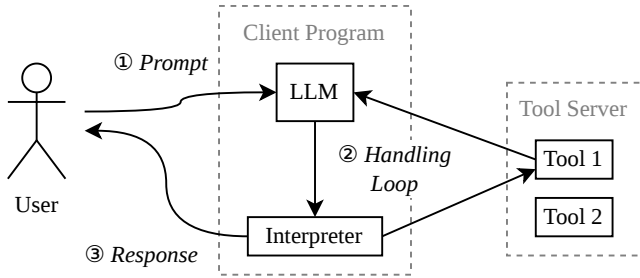 Client Program
① Prompt
LLM
Tool Server
② Handling
Loop
Tool 1
Tool 2
User
Interpreter
③ Response